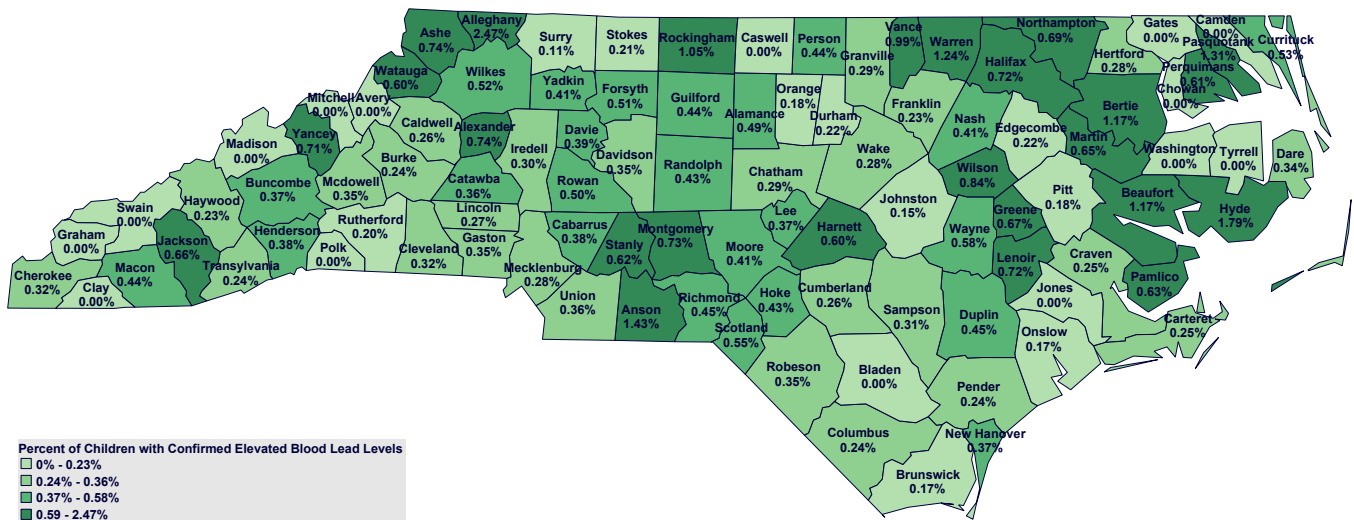 Ashe
0.74%
Alleghany
2.47%
Surry
0.11%
Stokes
0.21%
Rockingham
1.05%
Caswell
0.00%
Person
0.44%
Granville
0.29%
Vance
0.99%
Warren
1.24%
Northampton
0.69%
Halifax
0.72%
Gates
0.00%
Hertford
0.28%
Camden
0.00%
Pasquotank
1.31%
Currituck
0.53%
Perquimans
0.61%
Chowan
0.00%
Watauga
0.60%
Wilkes
0.52%
Yadkin
0.41%
Forsyth
0.51%
Guilford
0.44%
Alamance
0.49%
Orange
0.18%
Durham
0.22%
Franklin
0.23%
Nash
0.41%
Edgecombe
0.22%
Martin
0.65%
Bertie
1.17%
Washington
0.00%
Tyrrell
0.00%
Dare
0.34%
Mitchell
0.00%
Avery
0.00%
Yancey
0.71%
Madison
0.00%
Caldwell
0.26%
Alexander
0.74%
Iredell
0.30%
Davie
0.39%
Davidson
0.35%
Randolph
0.43%
Chatham
0.29%
Wake
0.28%
Wilson
0.84%
Pitt
0.18%
Beaufort
1.17%
Hyde
1.79%
Burke
0.24%
Mcdowell
0.35%
Buncombe
0.37%
Haywood
0.23%
Swain
0.00%
Graham
0.00%
Catawba
0.36%
Rowan
0.50%
Lincoln
0.27%
Gaston
0.35%
Rutherford
0.20%
Cleveland
0.32%
Polk
0.00%
Henderson
0.38%
Transylvania
0.24%
Jackson
0.66%
Macon
0.44%
Cherokee
0.32%
Clay
0.00%
Cabarrus
0.38%
Mecklenburg
0.28%
Stanly
0.62%
Montgomery
0.73%
Moore
0.41%
Lee
0.37%
Harnett
0.60%
Johnston
0.15%
Wayne
0.58%
Greene
0.67%
Lenoir
0.72%
Craven
0.25%
Pamlico
0.63%
Jones
0.00%
Carteret
0.25%
Union
0.36%
Anson
1.43%
Richmond
0.45%
Scotland
0.55%
Hoke
0.43%
Cumberland
0.26%
Sampson
0.31%
Duplin
0.45%
Onslow
0.17%
Robeson
0.35%
Bladen
0.00%
Pender
0.24%
Columbus
0.24%
New Hanover
0.37%
Brunswick
0.17%
Percent of Children with Confirmed Elevated Blood Lead Levels
0% - 0.23%
0.24% - 0.36%
0.37% - 0.58%
0.59 - 2.47%